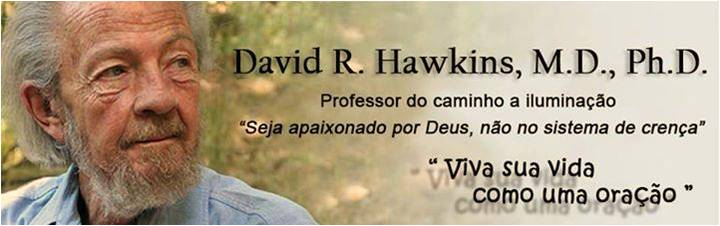 David R. Hawkins, M.D., Ph.D.
Professor do caminho a iluminação
“Seja apaixonado por Deus, não no sistema de crença”
“ Viva sua vida
como uma oração ”